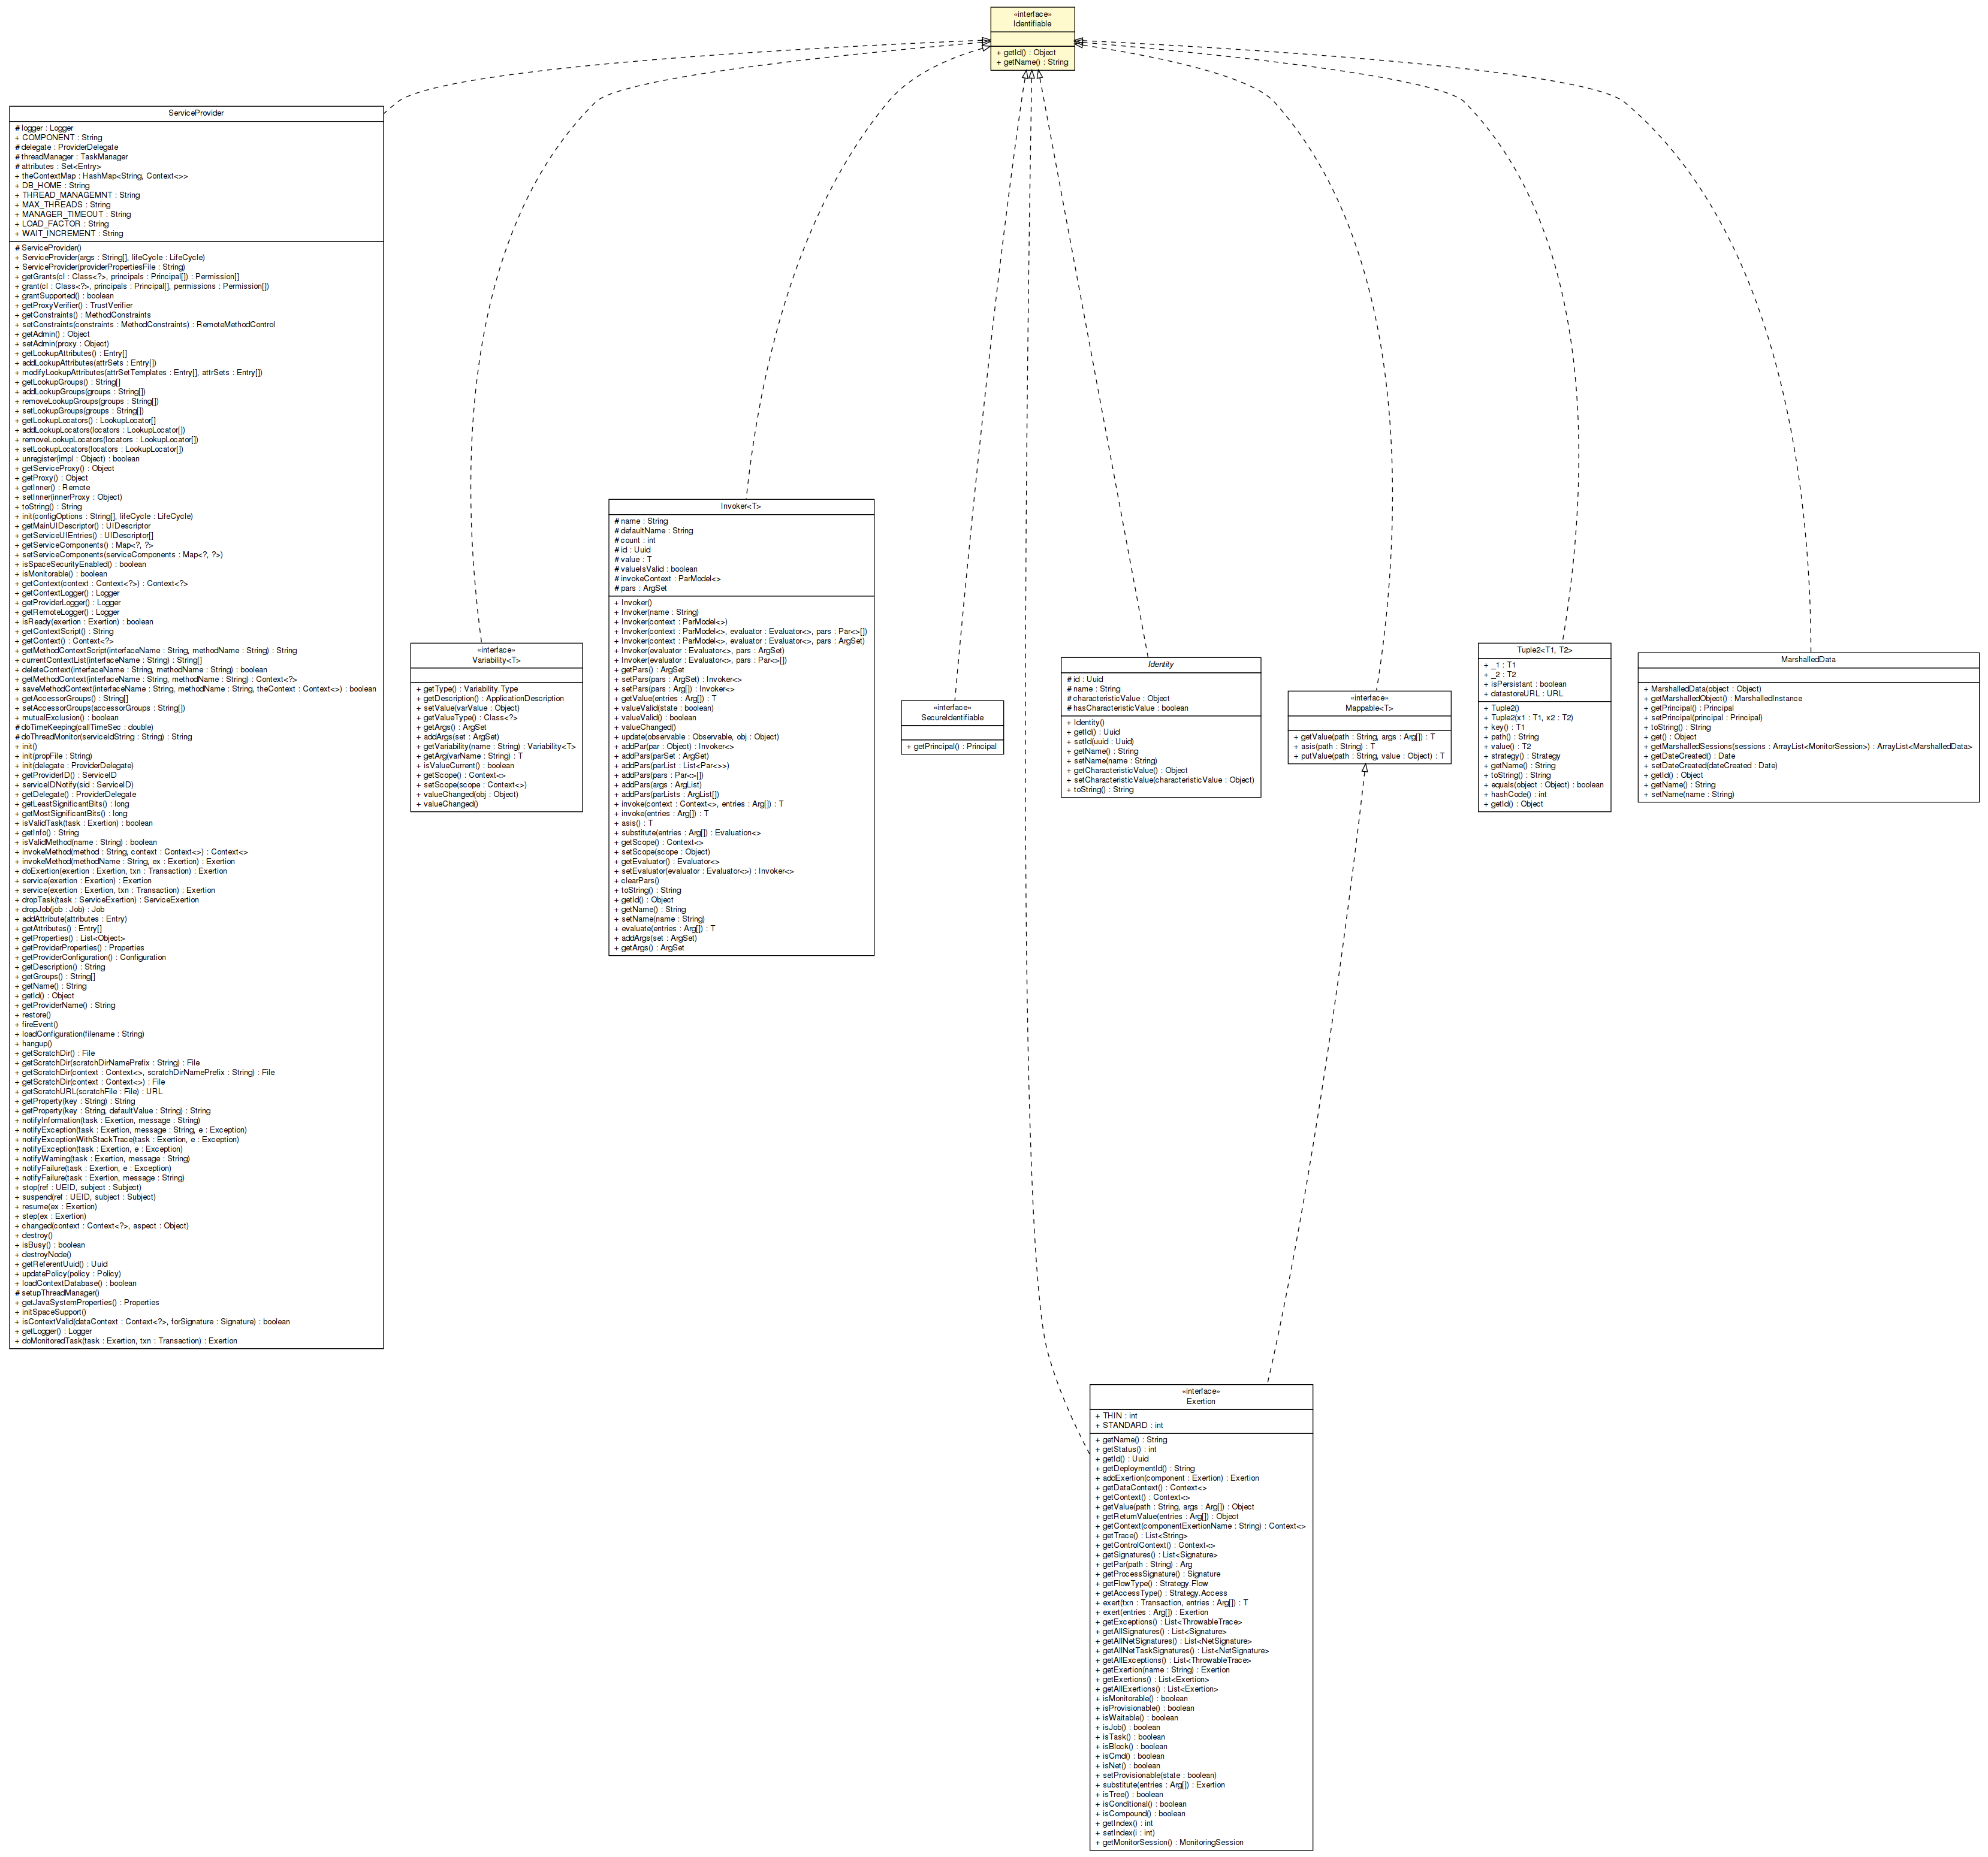 «interface»
Identifiable
+ getId() : Object
+ getName() : String
ServiceProvider
# logger : Logger
+ COMPONENT : String
# delegate : ProviderDelegate
# threadManager : TaskManager
# attributes : Set<Entry>
+ theContextMap : HashMap<String, Context<>>
+ DB_HOME : String
+ THREAD_MANAGEMNT : String
+ MAX_THREADS : String
+ MANAGER_TIMEOUT : String
+ LOAD_FACTOR : String
+ WAIT_INCREMENT : String
# ServiceProvider()
+ ServiceProvider(args : String[], lifeCycle : LifeCycle)
+ ServiceProvider(providerPropertiesFile : String)
+ getGrants(cl : Class<?>, principals : Principal[]) : Permission[]
+ grant(cl : Class<?>, principals : Principal[], permissions : Permission[])
+ grantSupported() : boolean
+ getProxyVerifier() : TrustVerifier
+ getConstraints() : MethodConstraints
+ setConstraints(constraints : MethodConstraints) : RemoteMethodControl
+ getAdmin() : Object
+ setAdmin(proxy : Object)
+ getLookupAttributes() : Entry[]
+ addLookupAttributes(attrSets : Entry[])
+ modifyLookupAttributes(attrSetTemplates : Entry[], attrSets : Entry[])
+ getLookupGroups() : String[]
+ addLookupGroups(groups : String[])
+ removeLookupGroups(groups : String[])
+ setLookupGroups(groups : String[])
+ getLookupLocators() : LookupLocator[]
+ addLookupLocators(locators : LookupLocator[])
+ removeLookupLocators(locators : LookupLocator[])
+ setLookupLocators(locators : LookupLocator[])
+ unregister(impl : Object) : boolean
+ getServiceProxy() : Object
+ getProxy() : Object
+ getInner() : Remote
+ setInner(innerProxy : Object)
+ toString() : String
+ init(configOptions : String[], lifeCycle : LifeCycle)
+ getMainUIDescriptor() : UIDescriptor
+ getServiceUIEntries() : UIDescriptor[]
+ getServiceComponents() : Map<?, ?>
+ setServiceComponents(serviceComponents : Map<?, ?>)
+ isSpaceSecurityEnabled() : boolean
+ isMonitorable() : boolean
+ getContext(context : Context<?>) : Context<?>
+ getContextLogger() : Logger
+ getProviderLogger() : Logger
+ getRemoteLogger() : Logger
+ isReady(exertion : Exertion) : boolean
+ getContextScript() : String
+ getContext() : Context<?>
+ getMethodContextScript(interfaceName : String, methodName : String) : String
+ currentContextList(interfaceName : String) : String[]
+ deleteContext(interfaceName : String, methodName : String) : boolean
+ getMethodContext(interfaceName : String, methodName : String) : Context<?>
+ saveMethodContext(interfaceName : String, methodName : String, theContext : Context<>) : boolean
+ getAccessorGroups() : String[]
+ setAccessorGroups(accessorGroups : String[])
+ mutualExclusion() : boolean
# doTimeKeeping(callTimeSec : double)
# doThreadMonitor(serviceIdString : String) : String
+ init()
+ init(propFile : String)
+ init(delegate : ProviderDelegate)
+ getProviderID() : ServiceID
+ serviceIDNotify(sid : ServiceID)
+ getDelegate() : ProviderDelegate
+ getLeastSignificantBits() : long
+ getMostSignificantBits() : long
+ isValidTask(task : Exertion) : boolean
+ getInfo() : String
+ isValidMethod(name : String) : boolean
+ invokeMethod(method : String, context : Context<>) : Context<>
+ invokeMethod(methodName : String, ex : Exertion) : Exertion
+ doExertion(exertion : Exertion, txn : Transaction) : Exertion
+ service(exertion : Exertion) : Exertion
+ service(exertion : Exertion, txn : Transaction) : Exertion
+ dropTask(task : ServiceExertion) : ServiceExertion
+ dropJob(job : Job) : Job
+ addAttribute(attributes : Entry)
+ getAttributes() : Entry[]
+ getProperties() : List<Object>
+ getProviderProperties() : Properties
+ getProviderConfiguration() : Configuration
+ getDescription() : String
+ getGroups() : String[]
+ getName() : String
+ getId() : Object
+ getProviderName() : String
+ restore()
+ fireEvent()
+ loadConfiguration(filename : String)
+ hangup()
+ getScratchDir() : File
+ getScratchDir(scratchDirNamePrefix : String) : File
+ getScratchDir(context : Context<>, scratchDirNamePrefix : String) : File
+ getScratchDir(context : Context<>) : File
+ getScratchURL(scratchFile : File) : URL
+ getProperty(key : String) : String
+ getProperty(key : String, defaultValue : String) : String
+ notifyInformation(task : Exertion, message : String)
+ notifyException(task : Exertion, message : String, e : Exception)
+ notifyExceptionWithStackTrace(task : Exertion, e : Exception)
+ notifyException(task : Exertion, e : Exception)
+ notifyWarning(task : Exertion, message : String)
+ notifyFailure(task : Exertion, e : Exception)
+ notifyFailure(task : Exertion, message : String)
+ stop(ref : UEID, subject : Subject)
+ suspend(ref : UEID, subject : Subject)
+ resume(ex : Exertion)
+ step(ex : Exertion)
+ changed(context : Context<?>, aspect : Object)
+ destroy()
+ isBusy() : boolean
+ destroyNode()
+ getReferentUuid() : Uuid
+ updatePolicy(policy : Policy)
+ loadContextDatabase() : boolean
# setupThreadManager()
+ getJavaSystemProperties() : Properties
+ initSpaceSupport()
+ isContextValid(dataContext : Context<?>, forSignature : Signature) : boolean
+ getLogger() : Logger
+ doMonitoredTask(task : Exertion, txn : Transaction) : Exertion
«interface»
Variability<T>
+ getType() : Variability.Type
+ getDescription() : ApplicationDescription
+ setValue(varValue : Object)
+ getValueType() : Class<?>
+ getArgs() : ArgSet
+ addArgs(set : ArgSet)
+ getVariability(name : String) : Variability<T>
+ getArg(varName : String) : T
+ isValueCurrent() : boolean
+ getScope() : Context<>
+ setScope(scope : Context<>)
+ valueChanged(obj : Object)
+ valueChanged()
Invoker<T>
# name : String
# defaultName : String
# count : int
# id : Uuid
# value : T
# valueIsValid : boolean
# invokeContext : ParModel<>
# pars : ArgSet
+ Invoker()
+ Invoker(name : String)
+ Invoker(context : ParModel<>)
+ Invoker(context : ParModel<>, evaluator : Evaluator<>, pars : Par<>[])
+ Invoker(context : ParModel<>, evaluator : Evaluator<>, pars : ArgSet)
+ Invoker(evaluator : Evaluator<>, pars : ArgSet)
+ Invoker(evaluator : Evaluator<>, pars : Par<>[])
+ getPars() : ArgSet
+ setPars(pars : ArgSet) : Invoker<>
+ setPars(pars : Arg[]) : Invoker<>
+ getValue(entries : Arg[]) : T
+ valueValid(state : boolean)
+ valueValid() : boolean
+ valueChanged()
+ update(observable : Observable, obj : Object)
+ addPar(par : Object) : Invoker<>
+ addPars(parSet : ArgSet)
+ addPars(parList : List<Par<>>)
+ addPars(pars : Par<>[])
+ addPars(args : ArgList)
+ addPars(parLists : ArgList[])
+ invoke(context : Context<>, entries : Arg[]) : T
+ invoke(entries : Arg[]) : T
+ asis() : T
+ substitute(entries : Arg[]) : Evaluation<>
+ getScope() : Context<>
+ setScope(scope : Object)
+ getEvaluator() : Evaluator<>
+ setEvaluator(evaluator : Evaluator<>) : Invoker<>
+ clearPars()
+ toString() : String
+ getId() : Object
+ getName() : String
+ setName(name : String)
+ evaluate(entries : Arg[]) : T
+ addArgs(set : ArgSet)
+ getArgs() : ArgSet
«interface»
SecureIdentifiable
+ getPrincipal() : Principal
Identity
# id : Uuid
# name : String
# characteristicValue : Object
# hasCharacteristicValue : boolean
+ Identity()
+ getId() : Uuid
+ setId(uuid : Uuid)
+ getName() : String
+ setName(name : String)
+ getCharacteristicValue() : Object
+ setCharacteristicValue(characteristicValue : Object)
+ toString() : String
«interface»
Mappable<T>
+ getValue(path : String, args : Arg[]) : T
+ asis(path : String) : T
+ putValue(path : String, value : Object) : T
Tuple2<T1, T2>
+ _1 : T1
+ _2 : T2
+ isPersistant : boolean
+ datastoreURL : URL
+ Tuple2()
+ Tuple2(x1 : T1, x2 : T2)
+ key() : T1
+ path() : String
+ value() : T2
+ strategy() : Strategy
+ getName() : String
+ toString() : String
+ equals(object : Object) : boolean
+ hashCode() : int
+ getId() : Object
MarshalledData
+ MarshalledData(object : Object)
+ getMarshalledObject() : MarshalledInstance
+ getPrincipal() : Principal
+ setPrincipal(principal : Principal)
+ toString() : String
+ get() : Object
+ getMarshalledSessions(sessions : ArrayList<MonitorSession>) : ArrayList<MarshalledData>
+ getDateCreated() : Date
+ setDateCreated(dateCreated : Date)
+ getId() : Object
+ getName() : String
+ setName(name : String)
«interface»
Exertion
+ THIN : int
+ STANDARD : int
+ getName() : String
+ getStatus() : int
+ getId() : Uuid
+ getDeploymentId() : String
+ addExertion(component : Exertion) : Exertion
+ getDataContext() : Context<>
+ getContext() : Context<>
+ getValue(path : String, args : Arg[]) : Object
+ getReturnValue(entries : Arg[]) : Object
+ getContext(componentExertionName : String) : Context<>
+ getTrace() : List<String>
+ getControlContext() : Context<>
+ getSignatures() : List<Signature>
+ getPar(path : String) : Arg
+ getProcessSignature() : Signature
+ getFlowType() : Strategy.Flow
+ getAccessType() : Strategy.Access
+ exert(txn : Transaction, entries : Arg[]) : T
+ exert(entries : Arg[]) : Exertion
+ getExceptions() : List<ThrowableTrace>
+ getAllSignatures() : List<Signature>
+ getAllNetSignatures() : List<NetSignature>
+ getAllNetTaskSignatures() : List<NetSignature>
+ getAllExceptions() : List<ThrowableTrace>
+ getExertion(name : String) : Exertion
+ getExertions() : List<Exertion>
+ getAllExertions() : List<Exertion>
+ isMonitorable() : boolean
+ isProvisionable() : boolean
+ isWaitable() : boolean
+ isJob() : boolean
+ isTask() : boolean
+ isBlock() : boolean
+ isCmd() : boolean
+ isNet() : boolean
+ setProvisionable(state : boolean)
+ substitute(entries : Arg[]) : Exertion
+ isTree() : boolean
+ isConditional() : boolean
+ isCompound() : boolean
+ getIndex() : int
+ setIndex(i : int)
+ getMonitorSession() : MonitoringSession